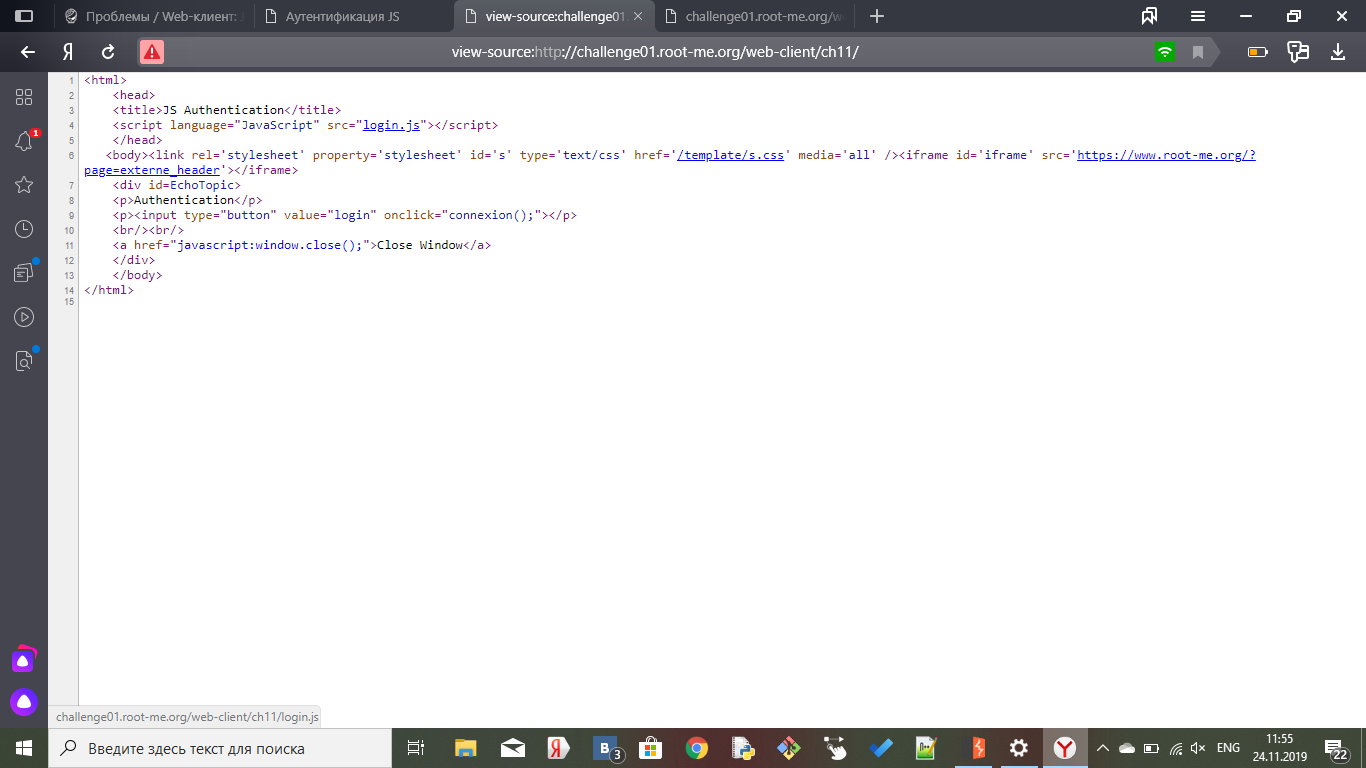 Проблемы / Web-клиент: J
Аутентификация JS
view-source:challenge01.
challenge01.root-me.org/we
Я
view-source:http://challenge01.root-me.org/web-client/ch11/
1
1 <html>
2 <head>
3 <title>JS Authentication</title>
4 <script language="JavaScript" src="login.js"></script>
5 </head>
6 <body><link rel='stylesheet' property='stylesheet' id='s' type='text/css' href='/template/s.css' media='all' /><iframe id='iframe' src='https://www.root-me.org/?
page=externe_header'></iframe>
7 <div id=EchoTopic>
8 <p>Authentication</p>
9 <p><input type="button" value="login" onclick="connexion();"></p>
10 <br/><br/>
11 <a href="javascript:window.close();">Close Window</a>
12 </div>
13 </body>
14 </html>
15
challenge01.root-me.org/web-client/ch11/login.js
Введите здесь текст для поиска
Я
B
3
Y
ENG
11:55
24.11.2019
22